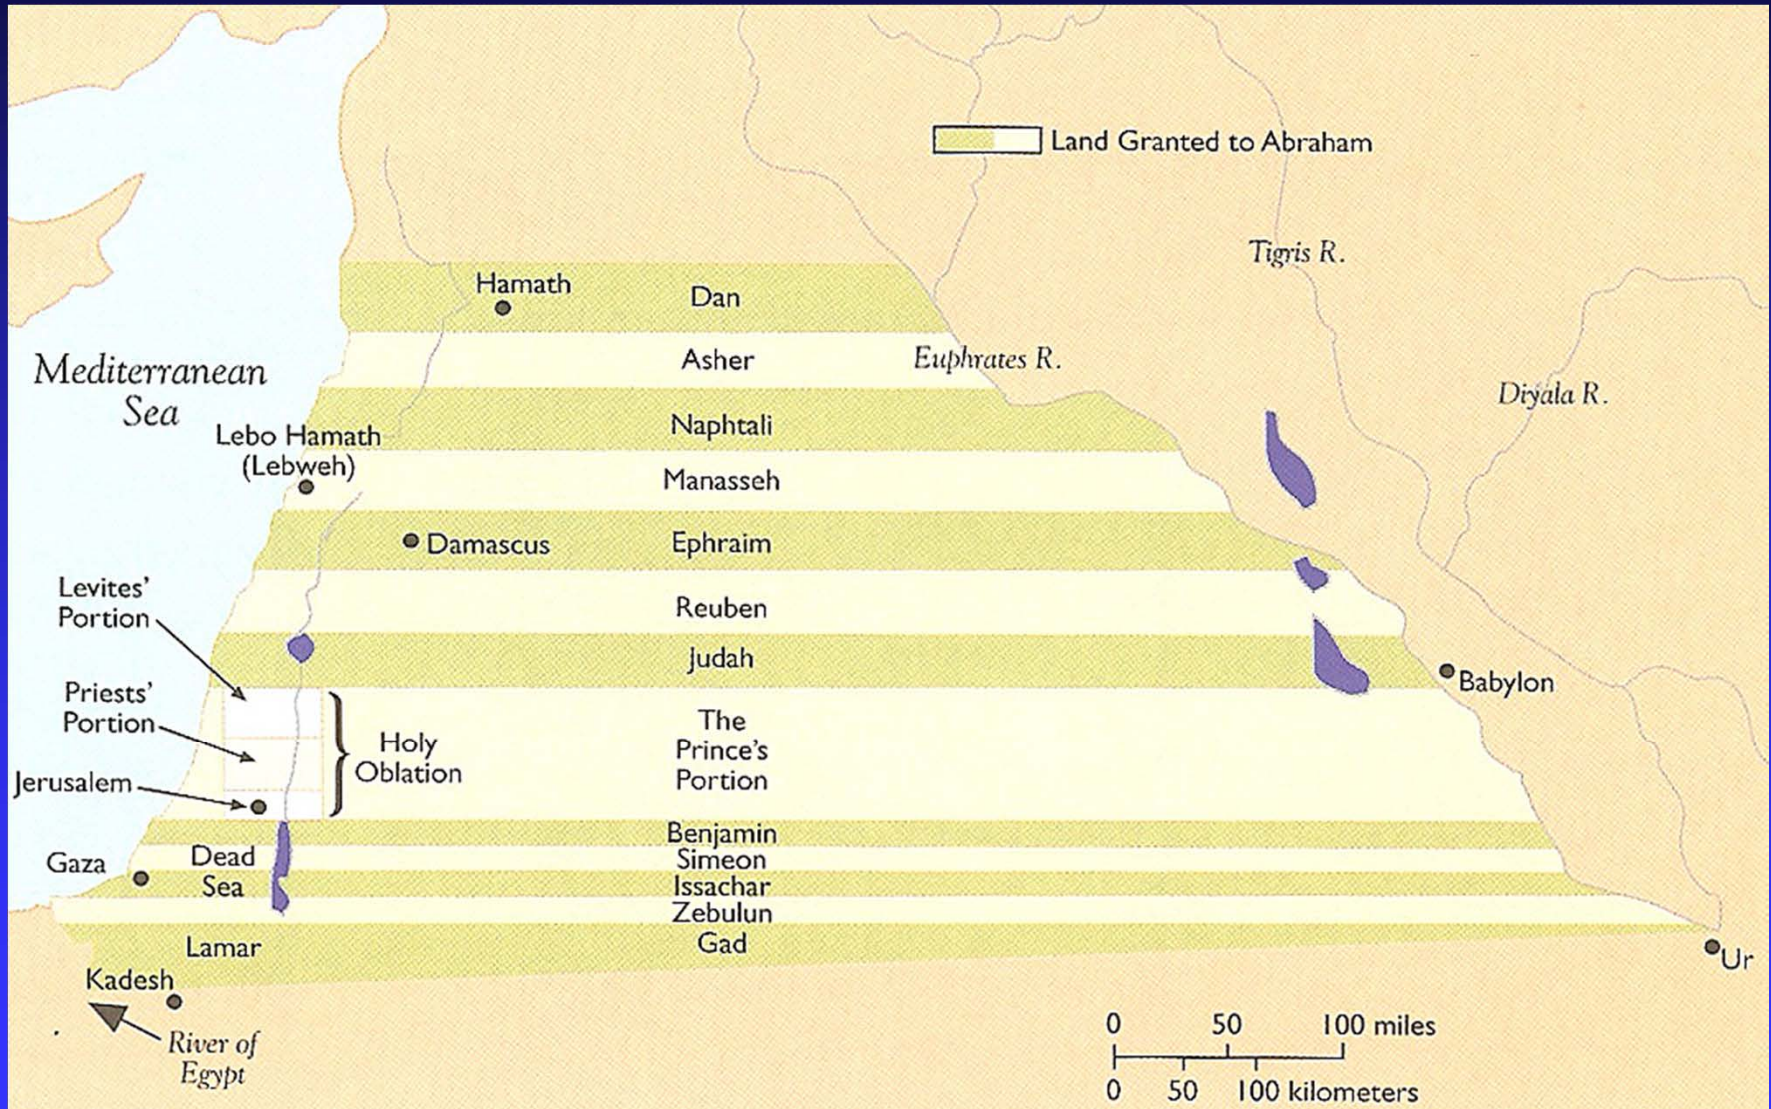 Land Granted to Abraham
Tigris R.
Hamath
Dan
Asher
Euphrates R.
Mediterranean
Sea
Diyala R.
Naphtali
Lebo Hamath
(Lebweh)
Manasseh
Damascus
Ephraim
Levites'
Portion
Reuben
Judah
Babylon
Priests'
Portion
Jerusalem
Holy
Oblation
The
Prince's
Portion
Benjamin
Gaza
Dead
Sea
Simeon
Issachar
Zebulun
Lamar
Gad
Ur
Kadesh
River of
Egypt
0 50 100 miles
0 50 100 kilometers